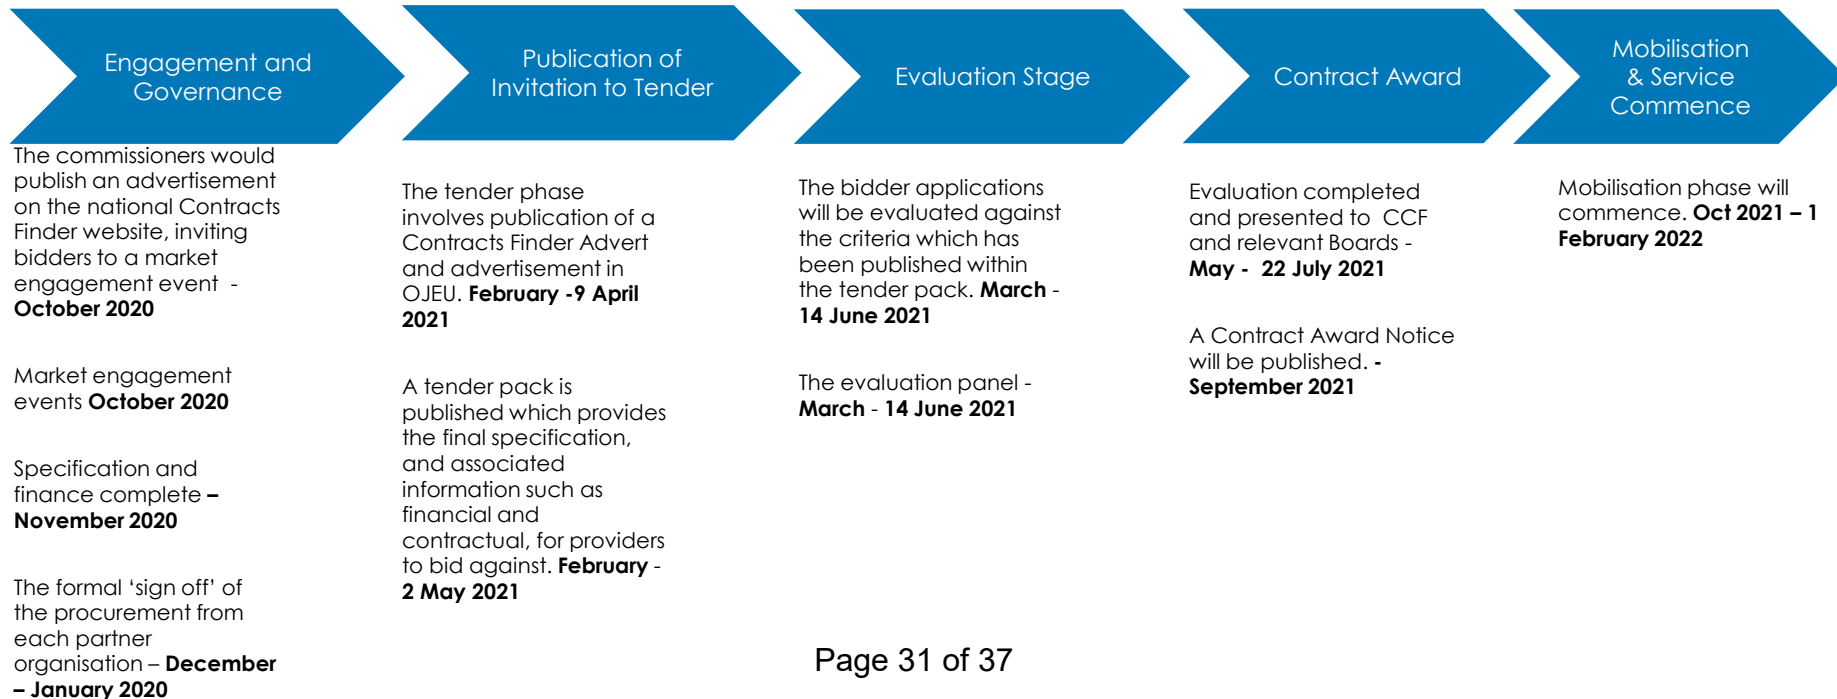 Engagement and
Governance
The commissioners would
publish an advertisement
on the national Contracts
Finder website, inviting
bidders to a market
engagement event -
October 2020
Market engagement
events October 2020
Specification and
finance complete –
November 2020
The formal ‘sign off’ of
the procurement from
each partner
organisation – December
– January 2020
Publication of
Invitation to Tender
The tender phase
involves publication of a
Contracts Finder Advert
and advertisement in
OJEU. February -9 April
2021
A tender pack is
published which provides
the final specification,
and associated
information such as
financial and
contractual, for providers
to bid against. February -
2 May 2021
Evaluation Stage
The bidder applications
will be evaluated against
the criteria which has
been published within
the tender pack. March -
14 June 2021
The evaluation panel -
March - 14 June 2021
Contract Award
Evaluation completed
and presented to CCF
and relevant Boards -
May - 22 July 2021
A Contract Award Notice
will be published. -
September 2021
Mobilisation
& Service
Commence
Mobilisation phase will
commence. Oct 2021 – 1
February 2022
Page 31 of 37